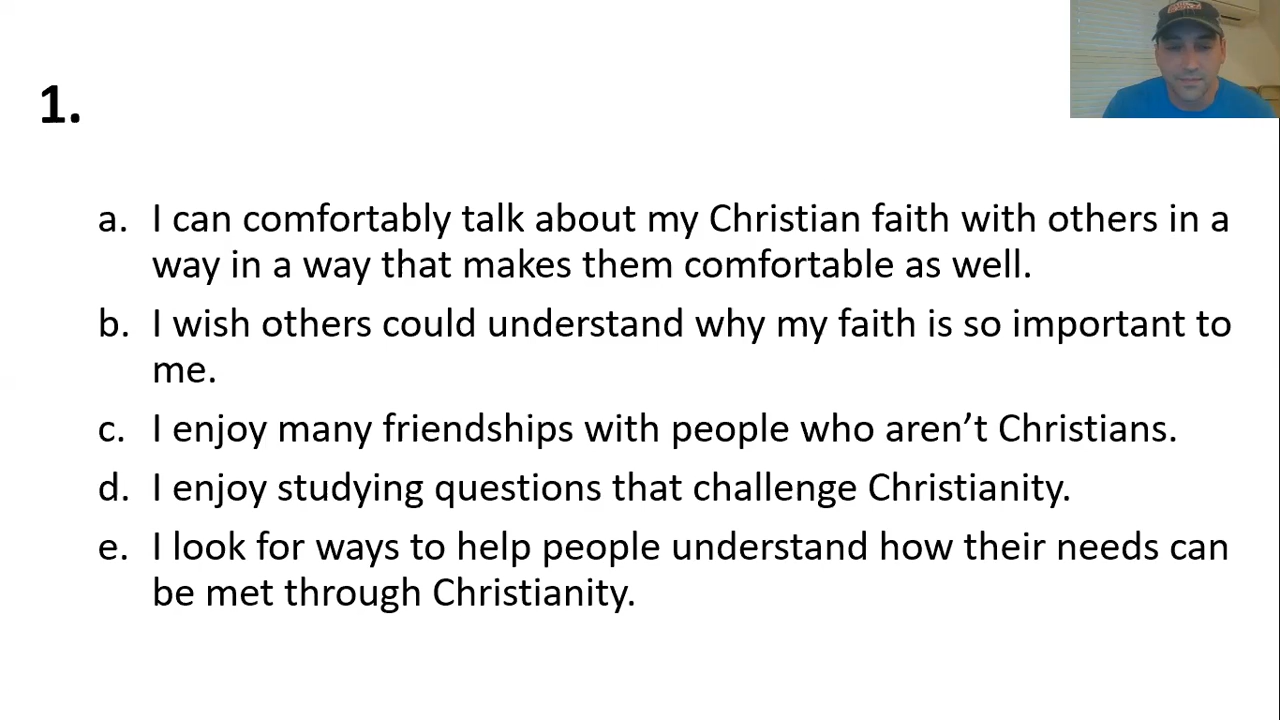 1.
a. I can comfortably talk about my Christian faith with others in a
way in a way that makes them comfortable as well.
b. I wish others could understand why my faith is so important to
me.
c. I enjoy many friendships with people who aren’t Christians.
d. I enjoy studying questions that challenge Christianity.
e. I look for ways to help people understand how their needs can
be met through Christianity.